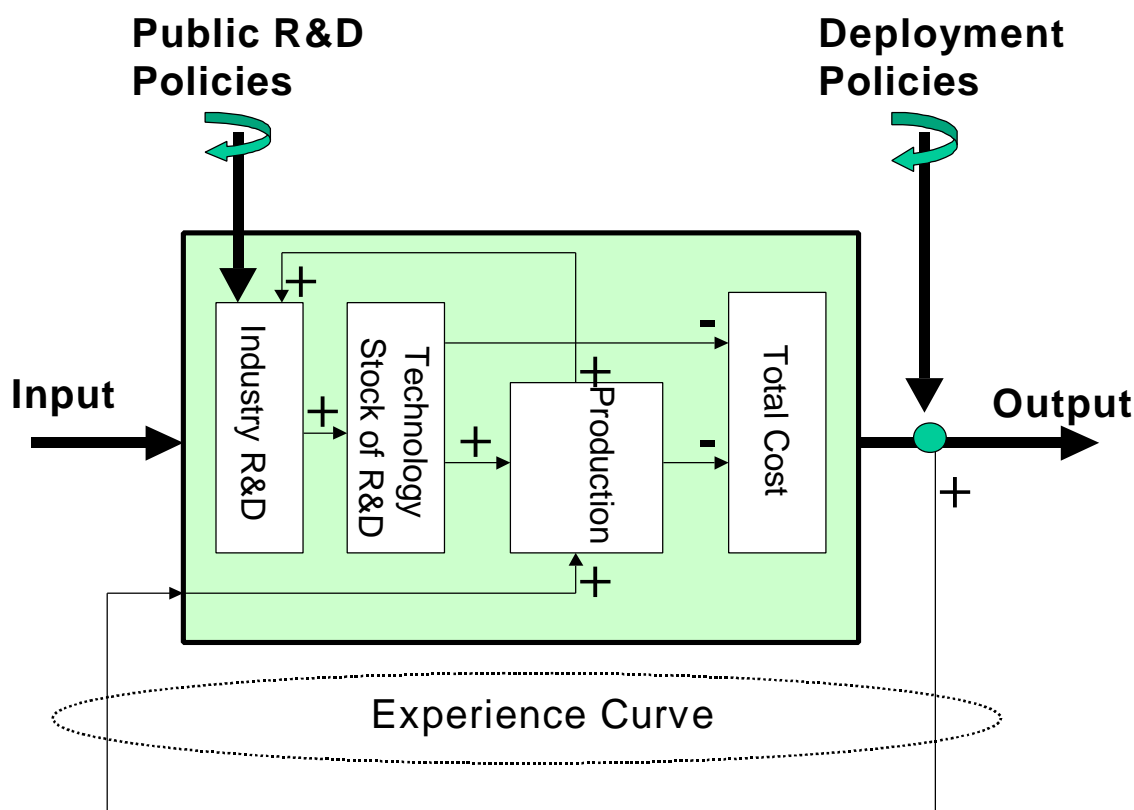 Public R&D
Policies
Deployment
Policies
Input
Output
+
Industry R&D
+
Technology
Stock of R&D
+
+
Production
+
-
-
Total Cost
+
Experience Curve